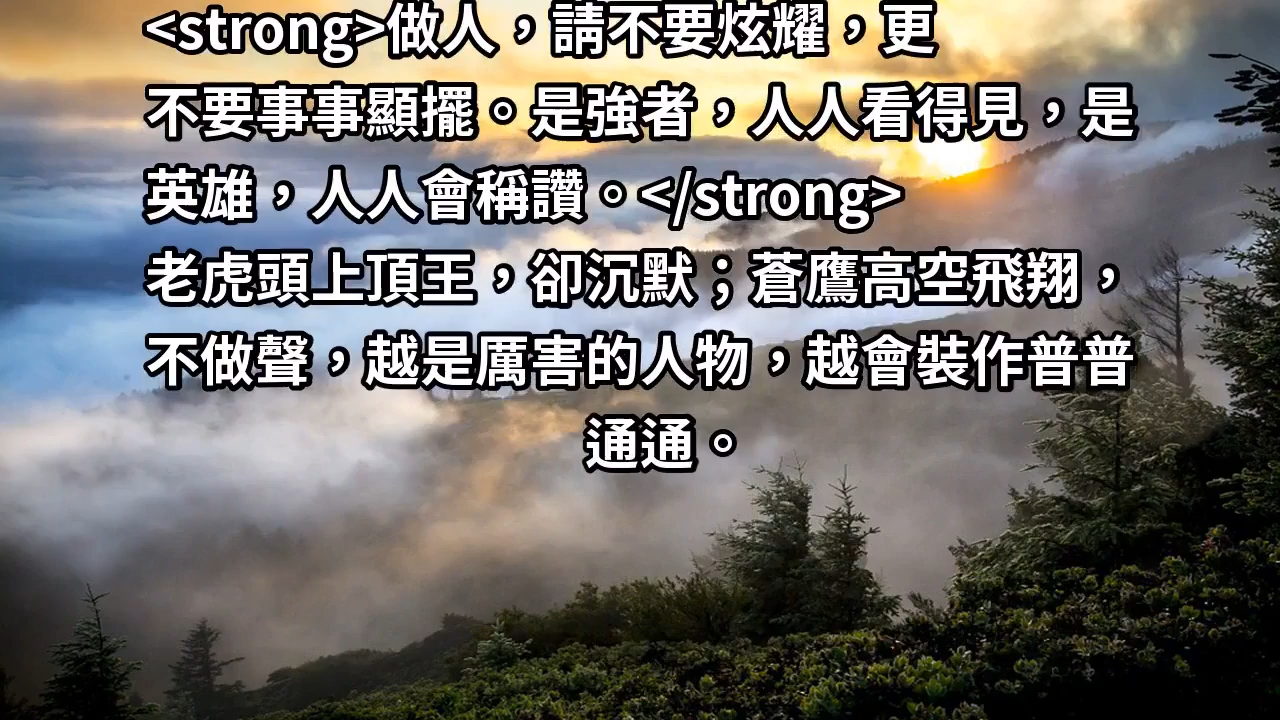 <strong>做人，請不要炫耀，更
不要事事顯擺。是強者，人人看得見，是
英雄，人人會稱讚。</strong>
老虎頭上頂王，卻沉默；蒼鷹高空飛翔，
不做聲，越是厲害的人物，越會裝作普普
通通。